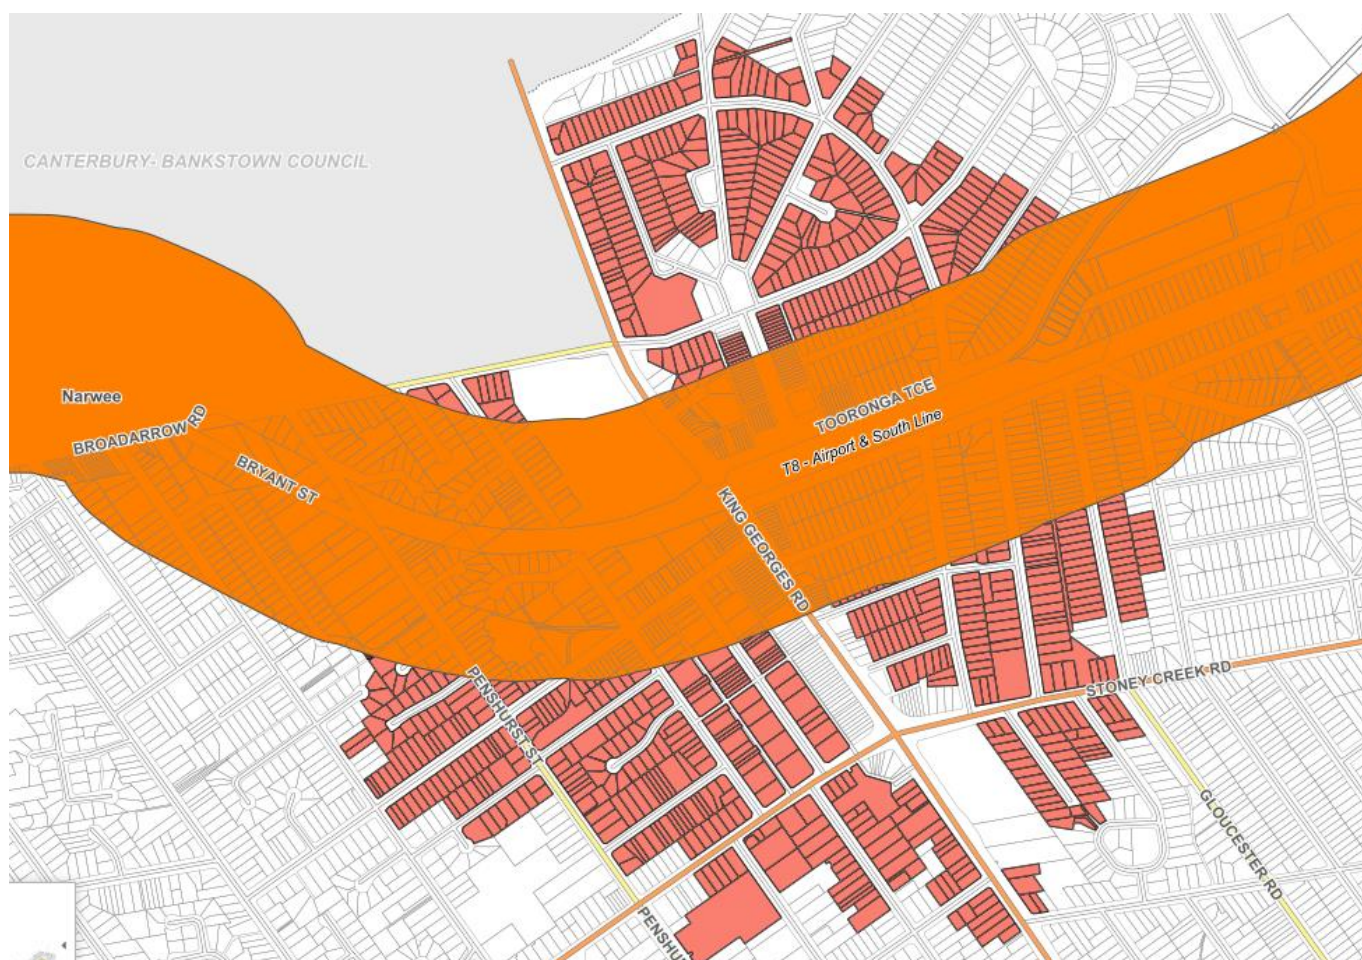 CANTERBURY- BANKSTOWN COUNCIL
Narwee
BROADARROW RD
BRYANT ST
TOORONGA TCE
T8 - Airport & South Line
KING GEORGES RD
PENSHURST ST
STONEY CREEK RD
GLOUCESTER RD
PENSHU